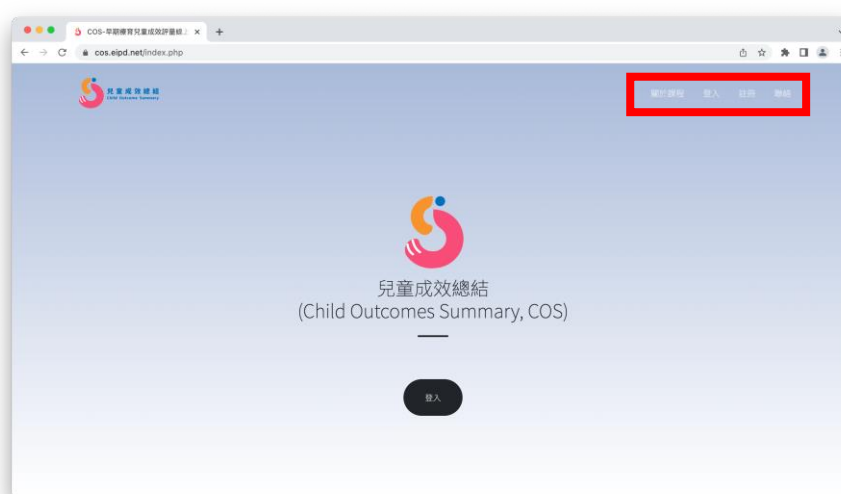 COS-早期療育兒童成效評量線上
cos.eipd.net/index.php
兒童成效總結
Child Outcomes Summary
關於課程 登入 註冊 聯絡
兒童成效總結
(Child Outcomes Summary, COS)
登入